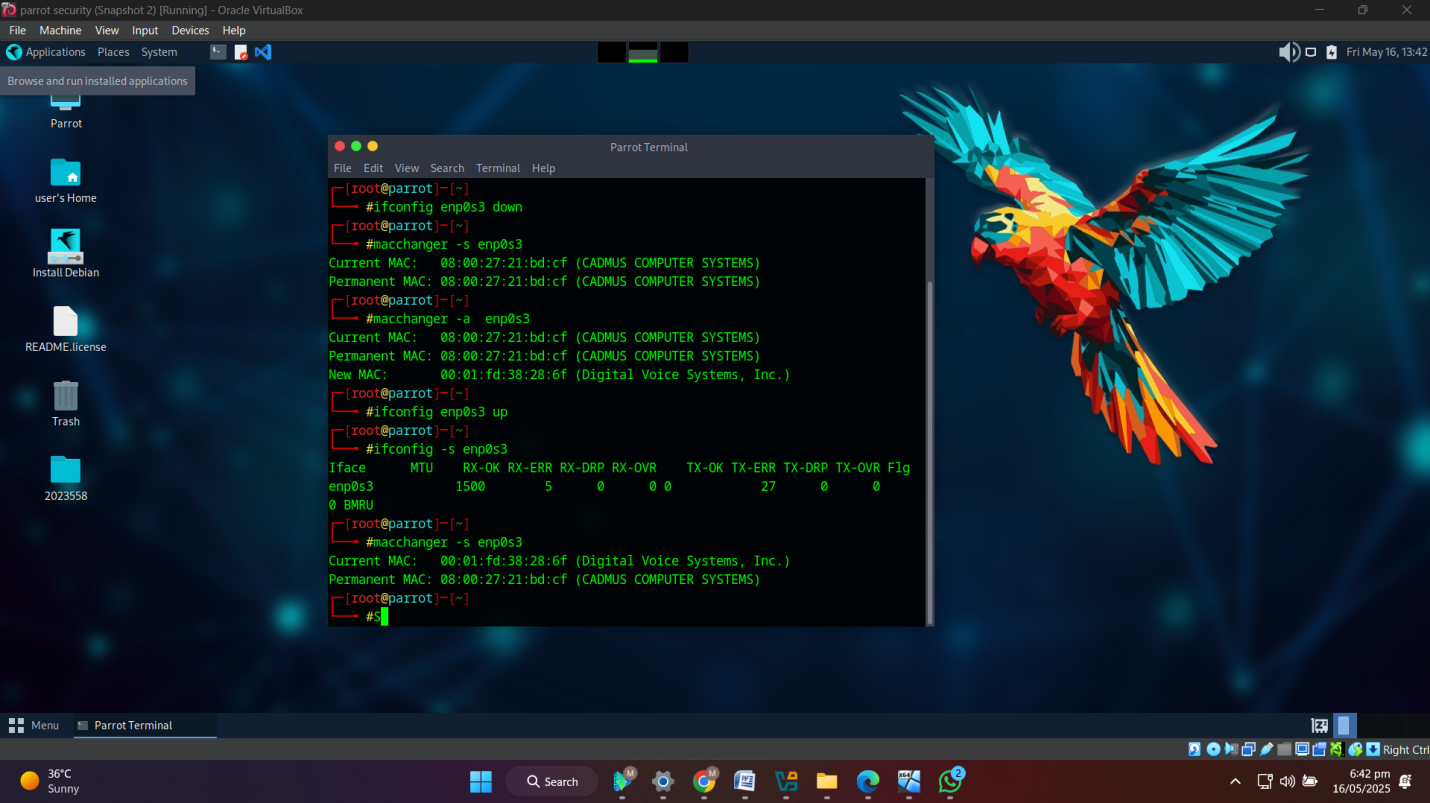 parrot security (Snapshot 2) [Running] - Oracle VirtualBox
File Machine View Input Devices Help
Applications Places System
Fri May 16, 13:42
Browse and run installed applications
Parrot
user's Home
Install Debian
README.license
Trash
2023558
Parrot Terminal
File Edit View Search Terminal Help
┌─[root@parrot]─[~]
└──╼ #ifconfig enp0s3 down
┌─[root@parrot]─[~]
└──╼ #macchanger -s enp0s3
Current MAC:   08:00:27:21:bd:cf (CADMUS COMPUTER SYSTEMS)
Permanent MAC: 08:00:27:21:bd:cf (CADMUS COMPUTER SYSTEMS)
┌─[root@parrot]─[~]
└──╼ #macchanger -a  enp0s3
Current MAC:   08:00:27:21:bd:cf (CADMUS COMPUTER SYSTEMS)
Permanent MAC: 08:00:27:21:bd:cf (CADMUS COMPUTER SYSTEMS)
New MAC:       00:01:fd:38:28:6f (Digital Voice Systems, Inc.)
┌─[root@parrot]─[~]
└──╼ #ifconfig enp0s3 up
┌─[root@parrot]─[~]
└──╼ #ifconfig -s enp0s3
Iface      MTU    RX-OK RX-ERR RX-DRP RX-OVR    TX-OK TX-ERR TX-DRP TX-OVR Flg
enp0s3           1500        5      0      0 0            27      0      0
0 BMRU
┌─[root@parrot]─[~]
└──╼ #macchanger -s enp0s3
Current MAC:   00:01:fd:38:28:6f (Digital Voice Systems, Inc.)
Permanent MAC: 08:00:27:21:bd:cf (CADMUS COMPUTER SYSTEMS)
┌─[root@parrot]─[~]
└──╼ #S
Menu
Parrot Terminal
Right Ctrl
36°C
Sunny
Search
M
M
X64
2
6:42 pm
16/05/2025